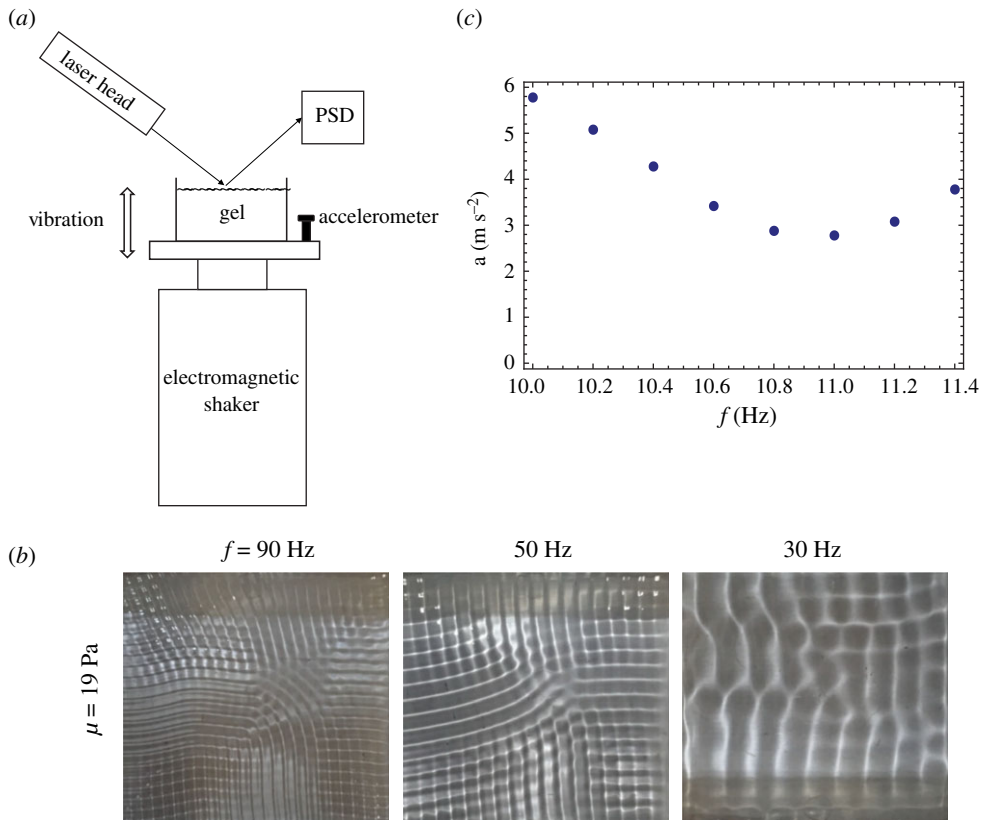 (a)
laser head
PSD
vibration
gel
accelerometer
electromagnetic
shaker
(c)
6
5
4
3
2
1
0
a (m s⁻²)
10.0 10.2 10.4 10.6 10.8 11.0 11.2 11.4
f (Hz)
(b)
f = 90 Hz 50 Hz 30 Hz
μ = 19 Pa